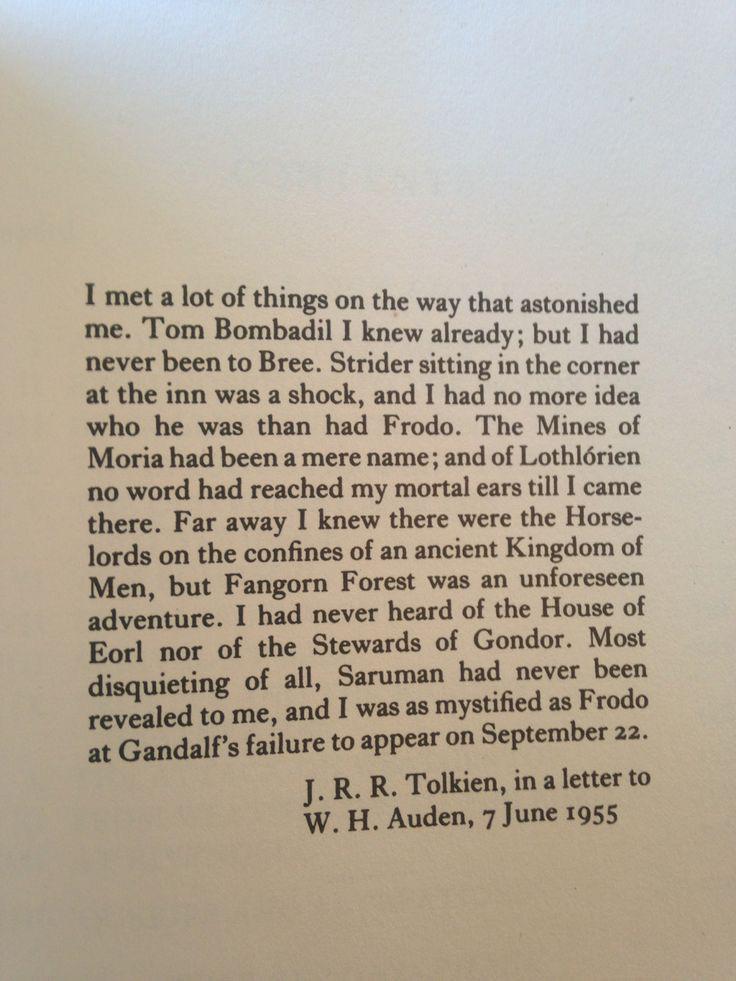 I met a lot of things on the way that astonished
me. Tom Bombadil I knew already; but I had
never been to Bree. Strider sitting in the corner
at the inn was a shock, and I had no more idea
who he was than had Frodo. The Mines of
Moria had been a mere name; and of Lothlórien
no word had reached my mortal ears till I came
there. Far away I knew there were the Horse-
lords on the confines of an ancient Kingdom of
Men, but Fangorn Forest was an unforeseen
adventure. I had never heard of the House of
Eorl nor of the Stewards of Gondor. Most
disquieting of all, Saruman had never been
revealed to me, and I was as mystified as Frodo
at Gandalf's failure to appear on September 22.
J. R. R. Tolkien, in a letter to
W. H. Auden, 7 June 1955